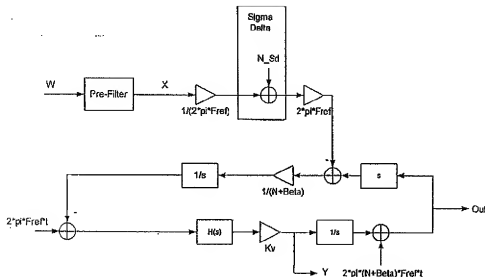 Sigma
Delta
N_Sd
W
Pre-Filter
X
1/(2*pi*Fref)
2*pi*Fref
1/s
1/(N+Beta)
s
Out
2*pi*Fref*t
H(s)
Kv
1/s
Y
2*pi*(N+Beta)*Fref*t